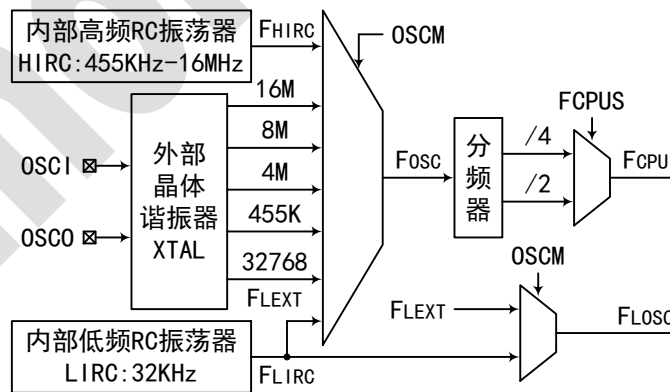 内部高频RC振荡器
HIRC:455KHz-16MHz
FHIRC
OSCM
16M
8M
4M
455K
32768
FLEXT
OSCI
OSCO
外部
晶体
谐振器
XTAL
FOSC
分
频
器
/4
/2
FCPUS
FCPU
OSCM
FLEXT
FLOSC
内部低频RC振荡器
LIRC:32KHz
FLIRC